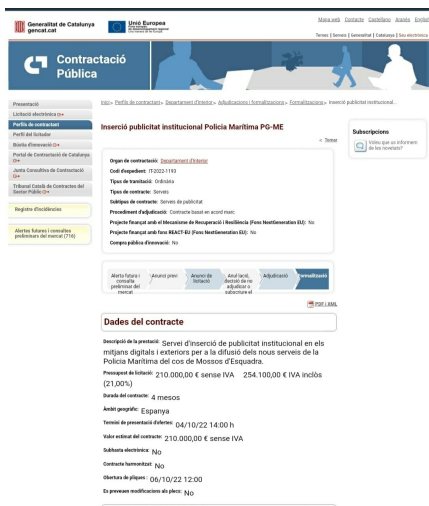 Generalitat de Catalunya
gencat.cat
Unió Europea
Mapa web Contacte Castellano Aranés English
Temes | Serveis | Generalitat | Catalunya | Seu electrònica
Contractació
Pública
Presentació
Licitació electrònica
Perfils de contractant
Perfil del licitador
Bústia d'innovació
Portal de Contractació de Catalunya
Junta Consultiva de Contractació
Tribunal Català de Contractes del
Sector Públic
Registre d'incidències
Alertes futures i consultes
preliminars del mercat (716)
Inici > Perfils de contractant > Departament d'Interior > Adjudicacions i formalitzacions > Formalitzacions > Inserció publicitat institucional...
Inserció publicitat institucional Policia Marítima PG-ME
< Tornar
Òrgan de contractació: Departament d'Interior
Codi d'expedient: IT-2022-1193
Tipus de tramitació: Ordinària
Tipus de contracte: Serveis
Subtipus de contracte: Serveis de publicitat
Procediment d'adjudicació: Contracte basat en acord marc
Projecte finançat amb el Mecanisme de Recuperació i Resiliència (Fons NextGeneration EU): No
Projecte finançat amb fons REACT-EU (Fons NextGeneration EU): No
Compra pública d'innovació: No
Subscripcions
Voleu que us informem
de les novetats?
Alerta futura i
consulta
preliminar del
mercat
Anunci previ
Anunci de
licitació
Anul·lació,
decisió de no
adjudicar o
subscriure el
Adjudicació
Formalització
PDF i XML
Dades del contracte
Descripció de la prestació: Servei d'inserció de publicitat institucional en els
mitjans digitals i exteriors per a la difusió dels nous serveis de la
Policia Marítima del cos de Mossos d'Esquadra.
Pressupost de licitació: 210.000,00 € sense IVA 254.100,00 € IVA inclòs
(21,00%)
Durada del contracte: 4 mesos
Àmbit geogràfic: Espanya
Termini de presentació d'ofertes: 04/10/22 14:00 h
Valor estimat del contracte: 210.000,00 € sense IVA
Subhasta electrònica: No
Contracte harmonitzat: No
Obertura de pliques : 06/10/22 12:00
Es preveuen modificacions als plecs: No